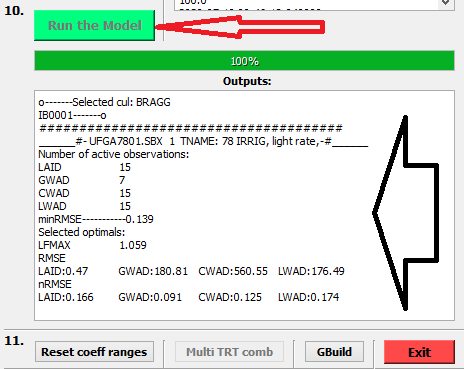 10.
100.0
Run the Model
100%
Outputs:
o-------Selected cul: BRAGG
IB0001-------o
######################################
______#-UFGA7801.SBX 1 TNAME: 78 IRRIG, light rate,-#______
Number of active observations:
LAID 15
GWAD 7
CWAD 15
LWAD 15
minRMSE-----------0.139
Selected optimals:
LFMAX 1.059
RMSE
LAID:0.47 GWAD:180.81 CWAD:560.55 LWAD:176.49
nRMSE
LAID:0.166 GWAD:0.091 CWAD:0.125 LWAD:0.174
11.
Reset coeff ranges Multi TRT comb GBuild Exit